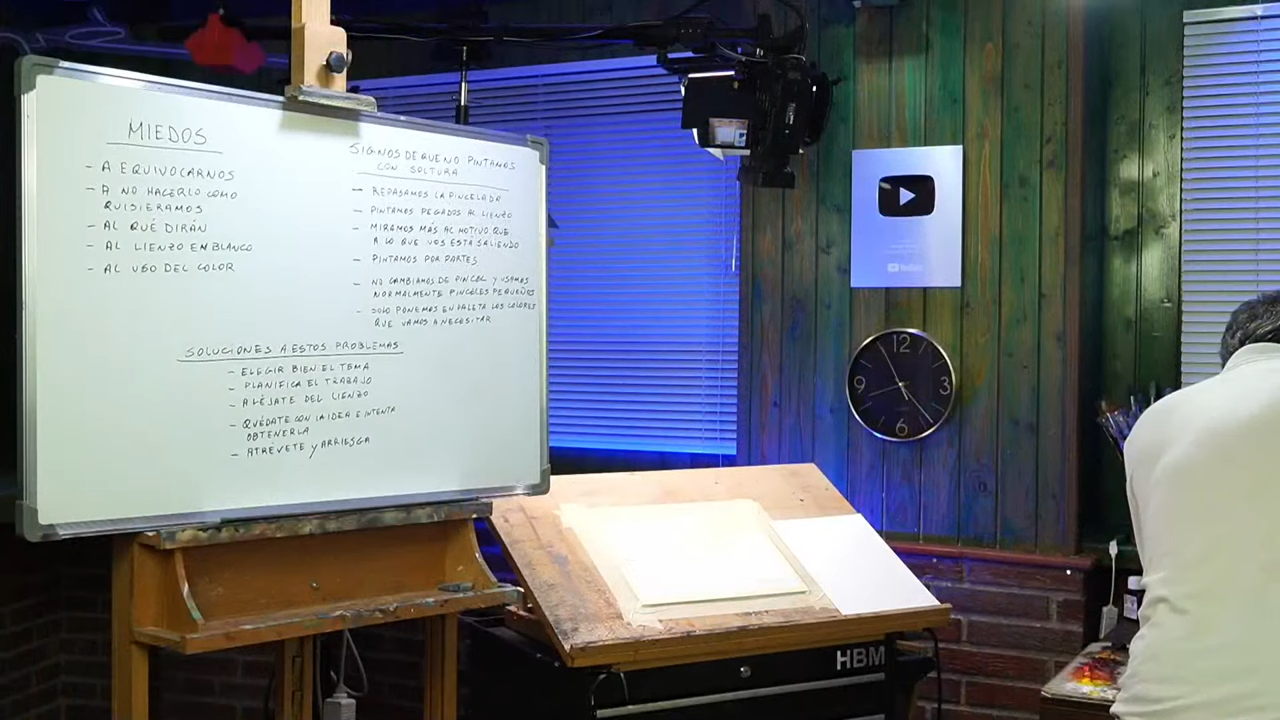 MIEDOS
- A EQUIVOCARNOS
- A NO HACERLO COMO
QUISIERAMOS
- AL QUÉ DIRÁN
- AL LIENZO EN BLANCO
- AL USO DEL COLOR
SIGNOS DE QUE NO PINTAMOS
CON SOLTURA
- REPASAMOS LA PINCELADA
- PINTAMOS PEGADOS AL LIENZO
- MIRAMOS MÁS AL MOTIVO QUE
A LO QUE NOS ESTÁ SALIENDO
- PINTAMOS POR PARTES
- NO CAMBIAMOS DE PINCEL Y USAMOS
NORMALMENTE PINCELES PEQUEÑOS
- SOLO PONEMOS EN PALETA LOS COLORES
QUE VAMOS A NECESITAR
SOLUCIONES A ESTOS PROBLEMAS
- ELEGIR BIEN EL TEMA
- PLANIFICA EL TRABAJO
- ALÉJATE DEL LIENZO
- QUÉDATE CON LA IDEA E INTENTA
OBTENERLA
- ATRÉVETE Y ARRIESGA
YouTube
12
9 3
6
HBM